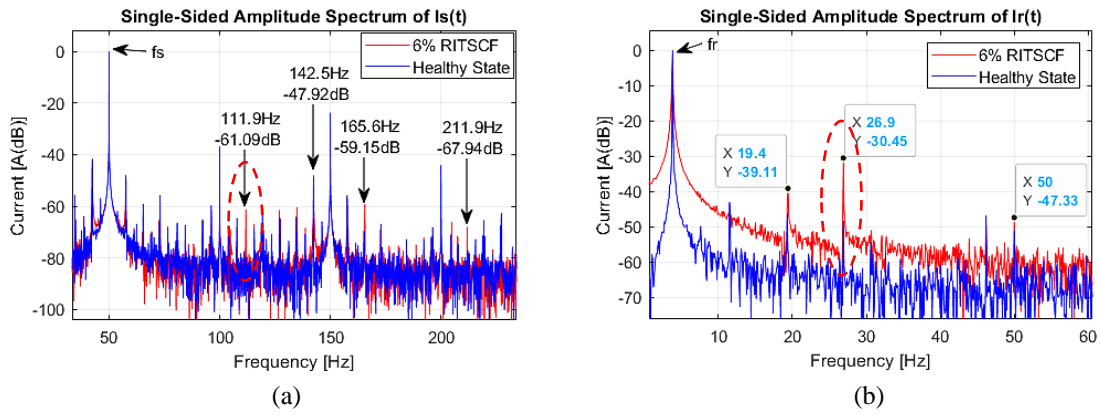 Single-Sided Amplitude Spectrum of Is(t)
0
-20
-40
-60
-80
-100
Current [A(dB)]
fs
6% RITSCF
Healthy State
111.9Hz
-61.09dB
142.5Hz
-47.92dB
165.6Hz
-59.15dB
211.9Hz
-67.94dB
50
100
150
200
Frequency [Hz]
(a)
Single-Sided Amplitude Spectrum of Ir(t)
0
-10
-20
-30
-40
-50
-60
-70
Current [A(dB)]
fr
6% RITSCF
Healthy State
X 19.4
Y -39.11
X 26.9
Y -30.45
X 50
Y -47.33
10
20
30
40
50
60
Frequency [Hz]
(b)